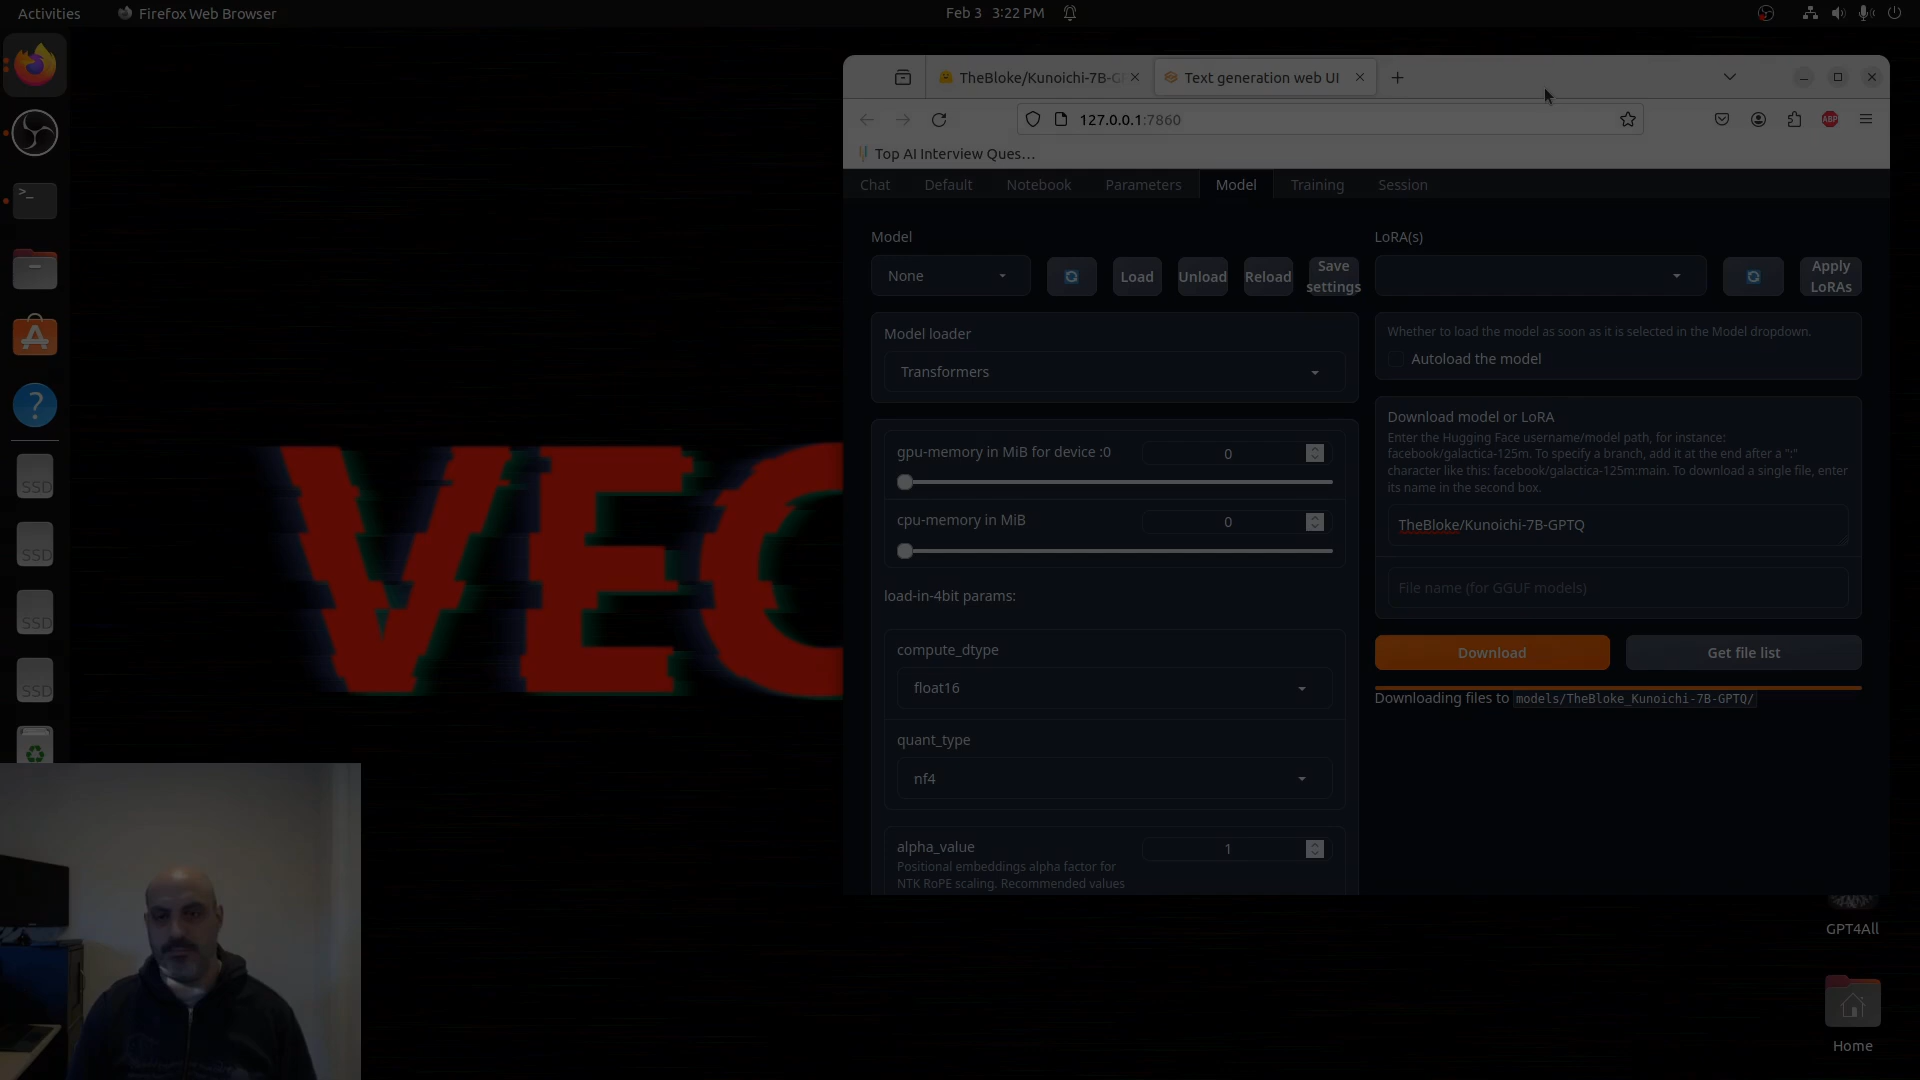 Activities
Firefox Web Browser
Feb 3 3:22 PM
TheBloke/Kunoichi-7B-G
Text generation web UI
127.0.0.1:7860
ABP
Top AI Interview Ques…
Chat
Default
Notebook
Parameters
Model
Training
Session
Model
None
Load
Unload
Reload
Save settings
LoRA(s)
Apply LoRAs
Model loader
Transformers
Whether to load the model as soon as it is selected in the Model dropdown.
Autoload the model
gpu-memory in MiB for device :0
0
cpu-memory in MiB
0
load-in-4bit params:
compute_dtype
float16
quant_type
nf4
alpha_value
1
Positional embeddings alpha factor for
NTK RoPE scaling. Recommended values
Download model or LoRA
Enter the Hugging Face username/model path, for instance:
facebook/galactica-125m. To specify a branch, add it at the end after a ":"
character like this: facebook/galactica-125m:main. To download a single file, enter
its name in the second box.
TheBloke/Kunoichi-7B-GPTQ
File name (for GGUF models)
Download
Get file list
Downloading files to models/TheBloke_Kunoichi-7B-GPTQ/
SSD
SSD
SSD
SSD
VEC
GPT4All
Home